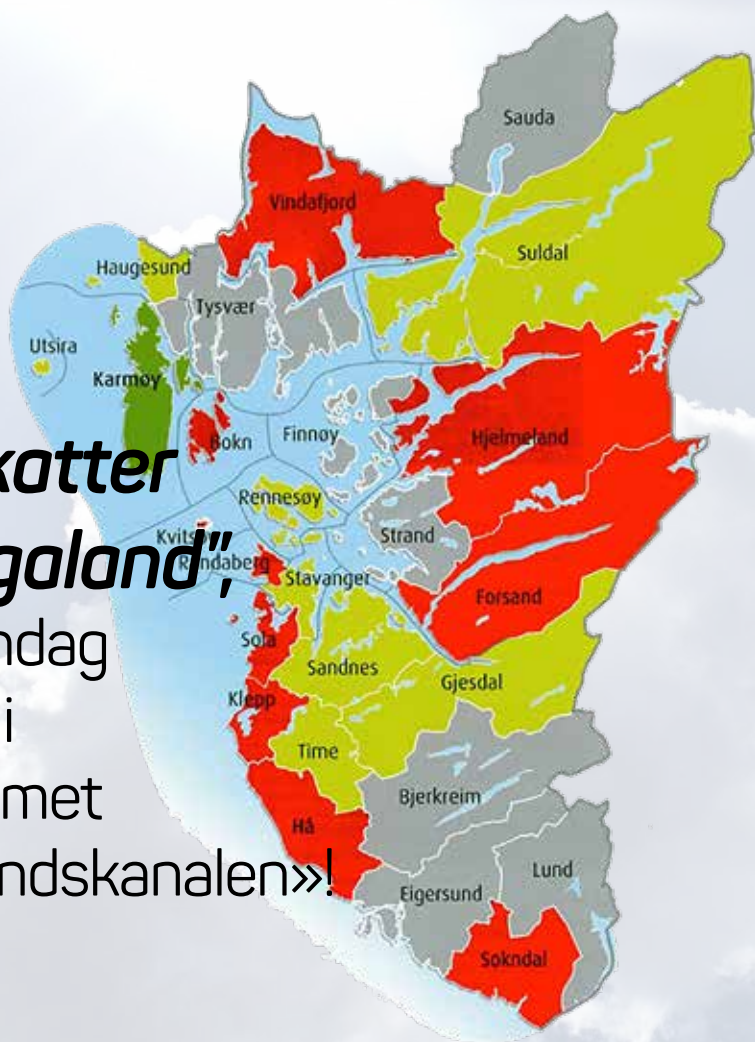 Sauda
Vindafjord
Suldal
Haugesund
Tysvær
Utsira
Karmøy
Bokn
Finnøy
Hjelmeland
katter
Rennesøy
Strand
galand",
Stavanger
Forsand
ndag
Sola
Sandnes
Gjesdal
i
Klepp
Time
met
Bjerkreim
Hå
ndskanalen»!
Eigersund
Lund
Sokndal